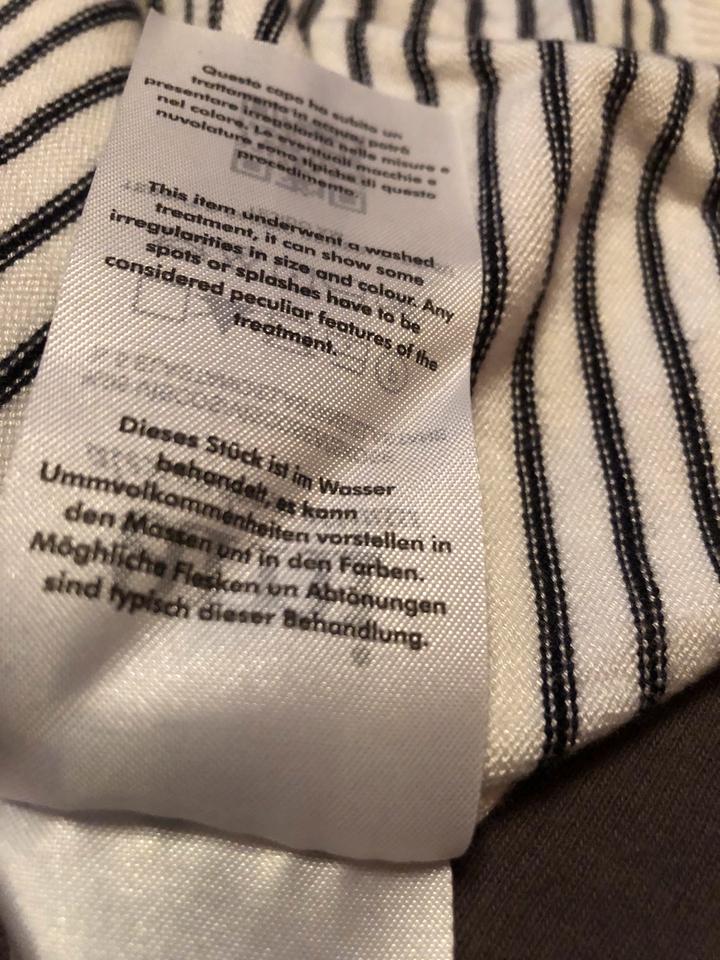 Questo capo ha subito un
trattamento in acqua; potrà
presentare irregolarità nelle misure e
nel colore. Le eventuali macchie e
nuvolature sono tipiche di questo
procedimento.
This item underwent a washed
treatment, it can show some
irregularities in size and colour. Any
spots or splashes have to be
considered peculiar features of the
treatment.
Dieses Stück ist im Wasser
behandelt, es kann
Ummvolkommenheiten vorstellen in
den Massen unt in den Farben.
Möghliche Flesken un Abtönungen
sind typisch dieser Behandlung.